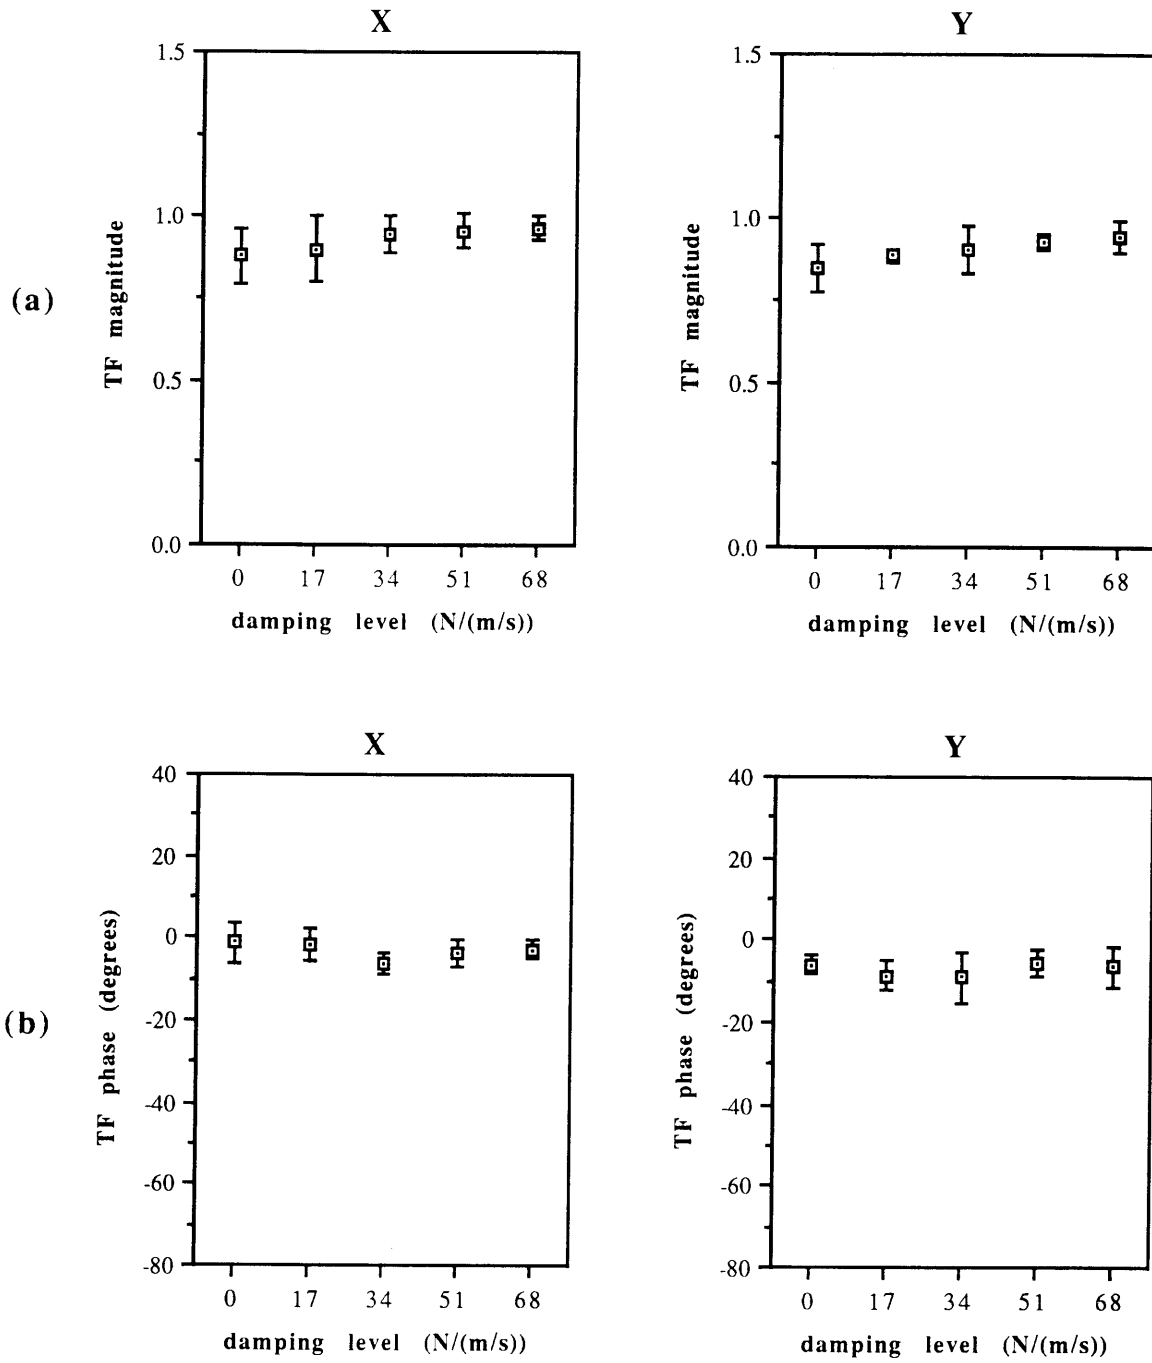 X
1.5
1.0
0.5
0.0
TF magnitude
0 17 34 51 68
damping level (N/(m/s))
Y
1.5
1.0
0.5
0.0
TF magnitude
0 17 34 51 68
damping level (N/(m/s))
(a)
X
40
20
0
-20
-40
-60
-80
TF phase (degrees)
0 17 34 51 68
damping level (N/(m/s))
Y
40
20
0
-20
-40
-60
-80
TF phase (degrees)
0 17 34 51 68
damping level (N/(m/s))
(b)